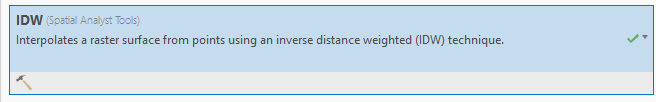 IDW (Spatial Analyst Tools)
Interpolates a raster surface from points using an inverse distance weighted (IDW) technique.